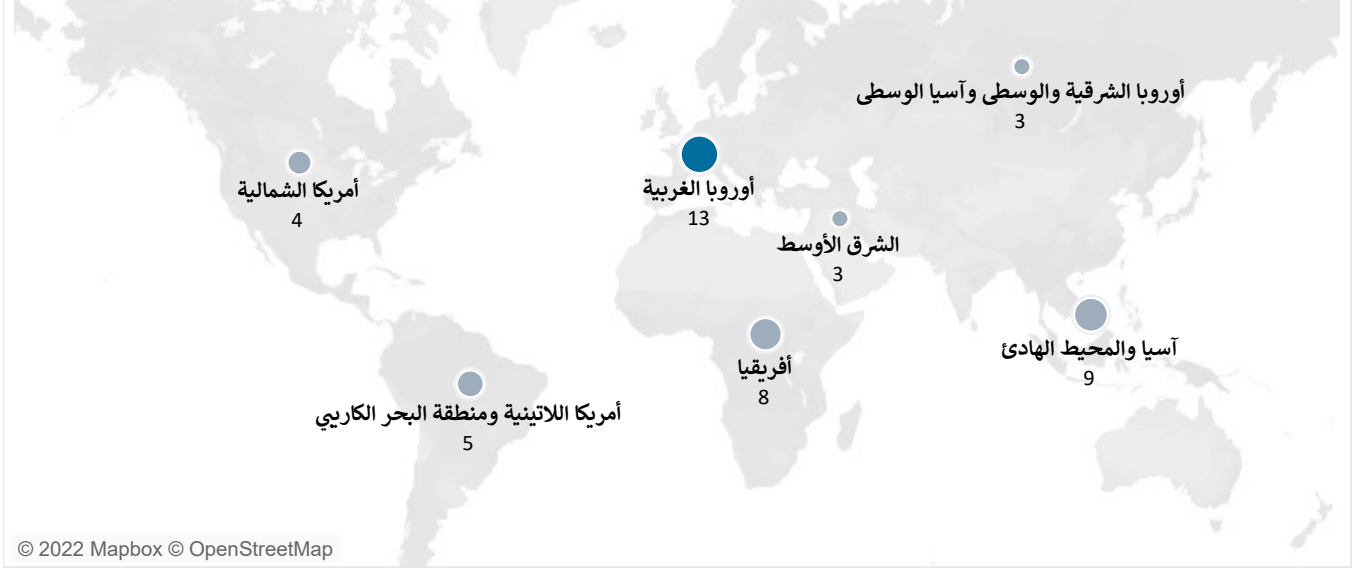 أوروبا الشرقية والوسطى وآسيا الوسطى
3
أمريكا الشمالية
4
أوروبا الغربية
13
الشرق الأوسط
3
آسيا والمحيط الهادئ
9
أفريقيا
8
أمريكا اللاتينية ومنطقة البحر الكاريبي
5
© 2022 Mapbox © OpenStreetMap